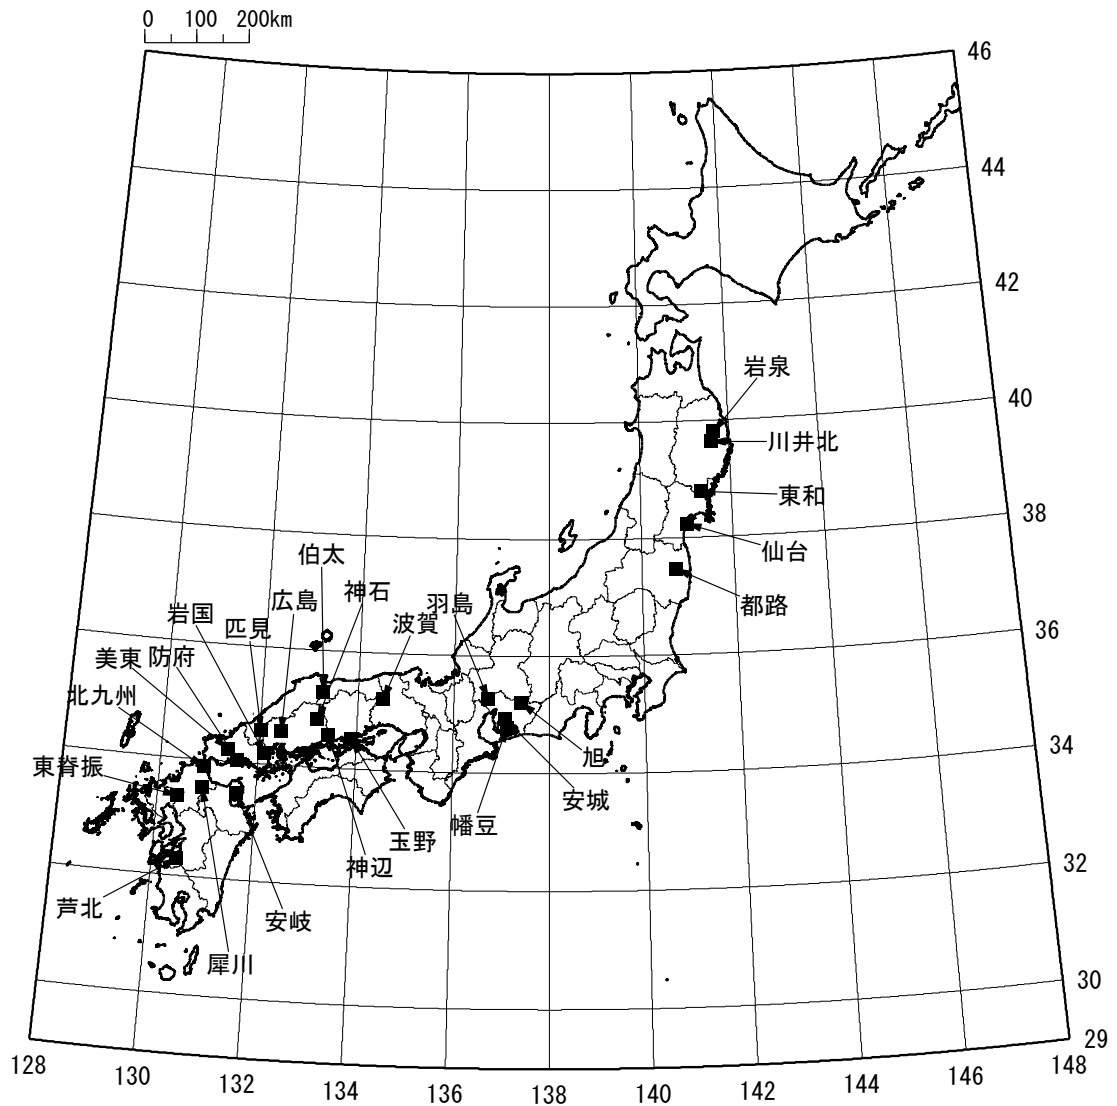 0 100 200km
46
44
42
40
38
36
34
32
30
29
岩泉
川井北
東和
仙台
都路
伯太
神石
広島
羽島
岩国
波賀
匹見
美東 防府
北九州
東脊振
旭
安城
幡豆
玉野
神辺
芦北
安岐
犀川
128 130 132 134 136 138 140 142 144 146 148